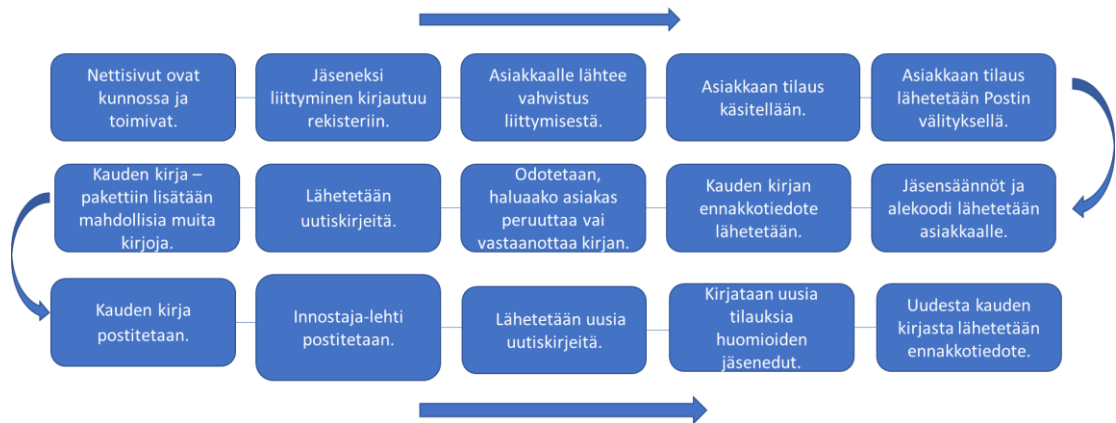 Nettisivut ovat
kunnossa ja
toimivat.
Jäseneksi
liittyminen kirjautuu
rekisteriin.
Asiakkaalle lähtee
vahvistus
liittymisestä.
Asiakkaan tilaus
käsitellään.
Asiakkaan tilaus
lähetetään Postin
välityksellä.
Jäsensäännöt ja
alekoodi lähetetään
asiakkaalle.
Kauden kirjan
ennakkotiedote
lähetetään.
Odotetaan,
haluaako asiakas
peruuttaa vai
vastaanottaa kirjan.
Lähetetään
uutiskirjeitä.
Kauden kirja –
pakettiin lisätään
mahdollisia muita
kirjoja.
Kauden kirja
postitetaan.
Innostaja-lehti
postitetaan.
Lähetetään uusia
uutiskirjeitä.
Kirjataan uusia
tilauksia
huomioiden
jäsenedut.
Uudesta kauden
kirjasta lähetetään
ennakkotiedote.